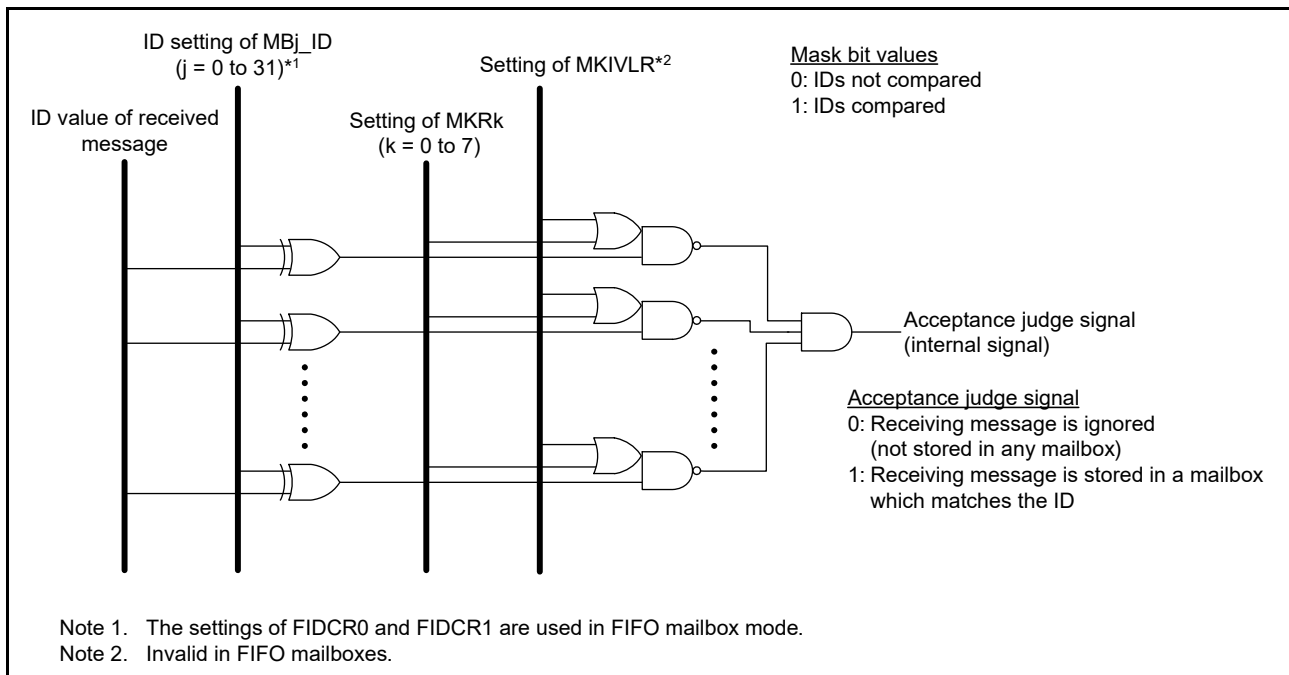 ID setting of MBj_ID
(j = 0 to 31)*1
Setting of MKIVLR*2
Mask bit values
0: IDs not compared
1: IDs compared
ID value of received
message
Setting of MKRk
(k = 0 to 7)
Acceptance judge signal
(internal signal)
Acceptance judge signal
0: Receiving message is ignored
(not stored in any mailbox)
1: Receiving message is stored in a mailbox
which matches the ID
Note 1. The settings of FIDCR0 and FIDCR1 are used in FIFO mailbox mode.
Note 2. Invalid in FIFO mailboxes.